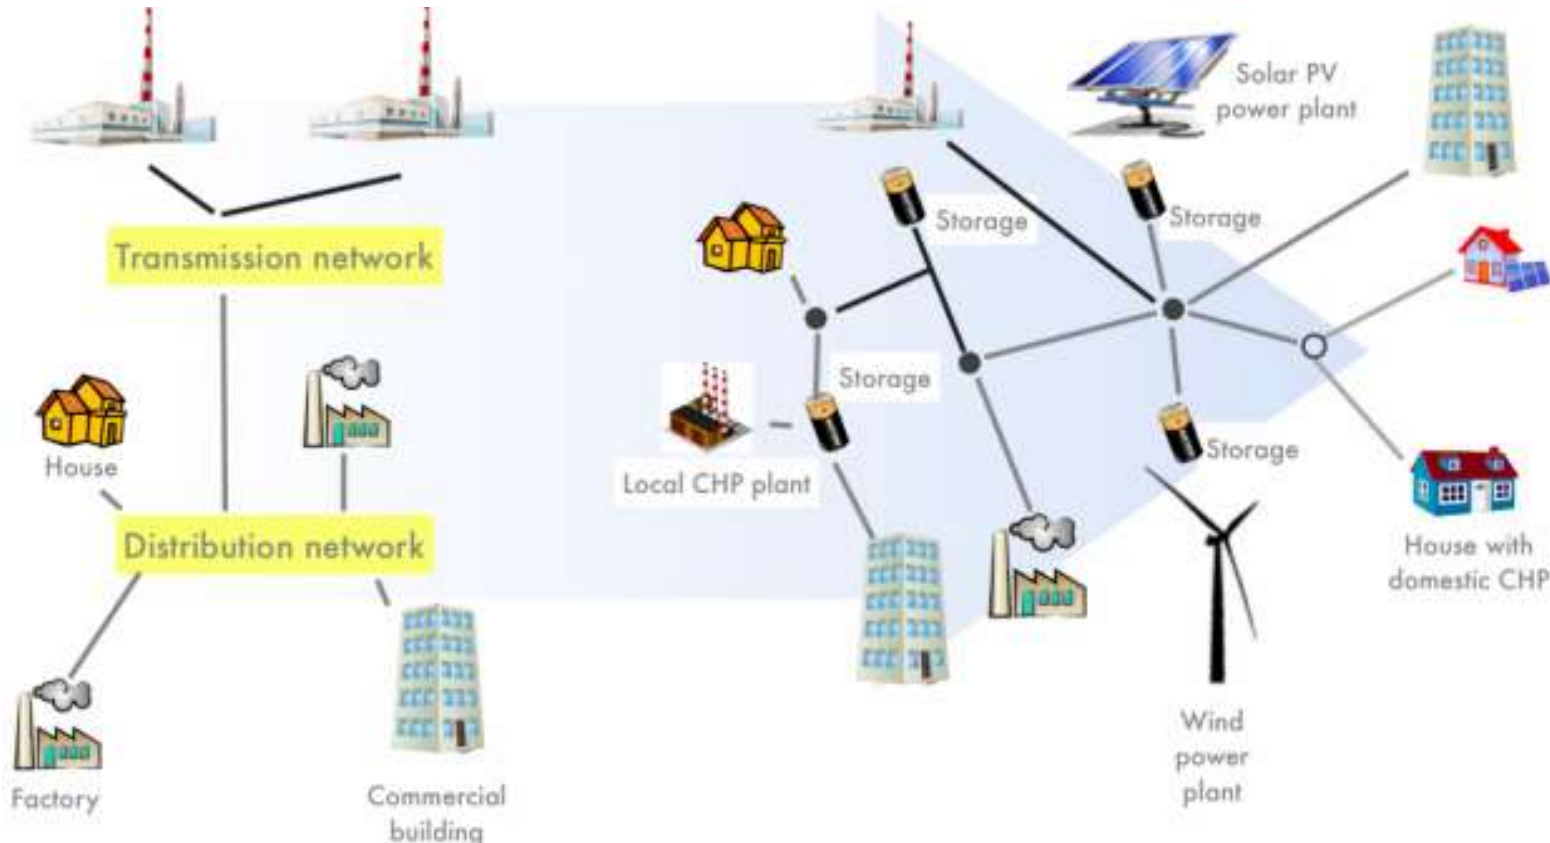 Solar PV
power plant
Storage
Storage
Transmission network
Storage
House
Local CHP plant
Storage
Distribution network
House with
domestic CHP
Wind
power
plant
Factory
Commercial
building